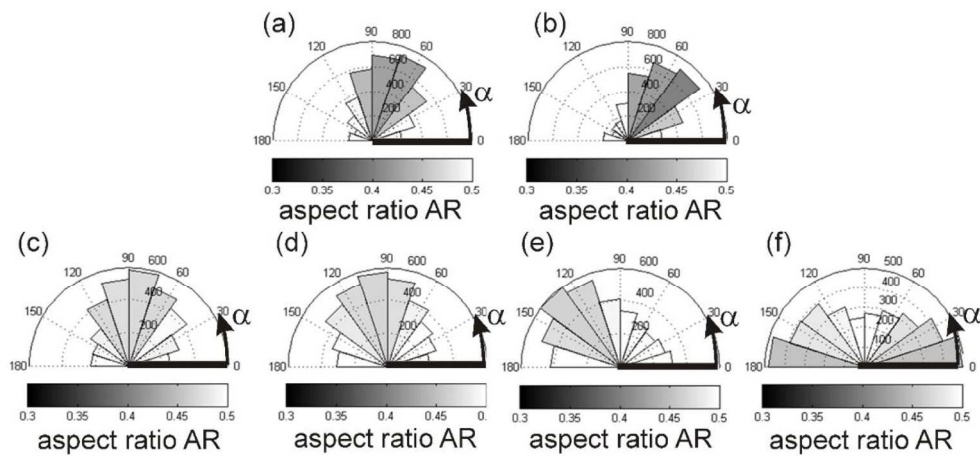 (a) (b)
90 800 90 800
120 60 120 60
600 600
150 400 30 α 150 400 30 α
200 200
180 0 180 0
0.3 0.35 0.4 0.45 0.5 0.3 0.35 0.4 0.45 0.5
aspect ratio AR aspect ratio AR
(c) (d) (e) (f)
90 600 90 600 90 600 90 500
120 60 120 60 120 60 120 60
400 400 400 400
300
150 200 30 α 150 200 30 α 150 200 30 α 150 200 30 α
100
180 0 180 0 180 0 180 0
0.3 0.35 0.4 0.45 0.5 0.3 0.35 0.4 0.45 0. 0.3 0.35 0.4 0.45 0.5 0.3 0.35 0.4 0.45 0.5
aspect ratio AR aspect ratio AR aspect ratio AR aspect ratio AR